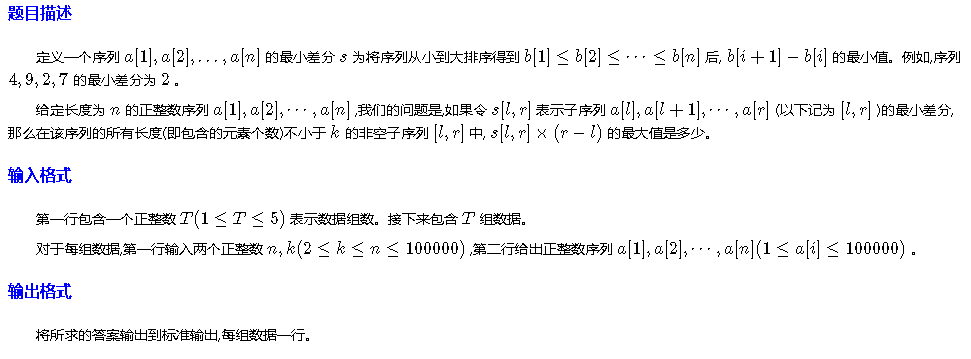 题目描述
定义一个序列 a[1], a[2], . . . , a[n] 的最小差分 s 为将序列从小到大排序得到 b[1] ≤ b[2] ≤ · · · ≤ b[n] 后, b[i + 1] − b[i] 的最小值。例如,序列
4, 9, 2, 7 的最小差分为 2 。
给定长度为 n 的正整数序列 a[1], a[2], · · · , a[n] ,我们的问题是,如果令 s[l, r] 表示子序列 a[l], a[l + 1], · · · , a[r] (以下记为 [l, r] )的最小差分,
那么在该序列的所有长度(即包含的元素个数)不小于 k 的非空子序列 [l, r] 中, s[l, r] × (r − l) 的最大值是多少。
输入格式
第一行包含一个正整数 T(1 ≤ T ≤ 5) 表示数据组数。接下来包含 T 组数据。
对于每组数据,第一行输入两个正整数 n, k(2 ≤ k ≤ n ≤ 100000) ,第二行给出正整数序列 a[1], a[2], · · · , a[n](1 ≤ a[i] ≤ 100000) 。
输出格式
将所求的答案输出到标准输出,每组数据一行。